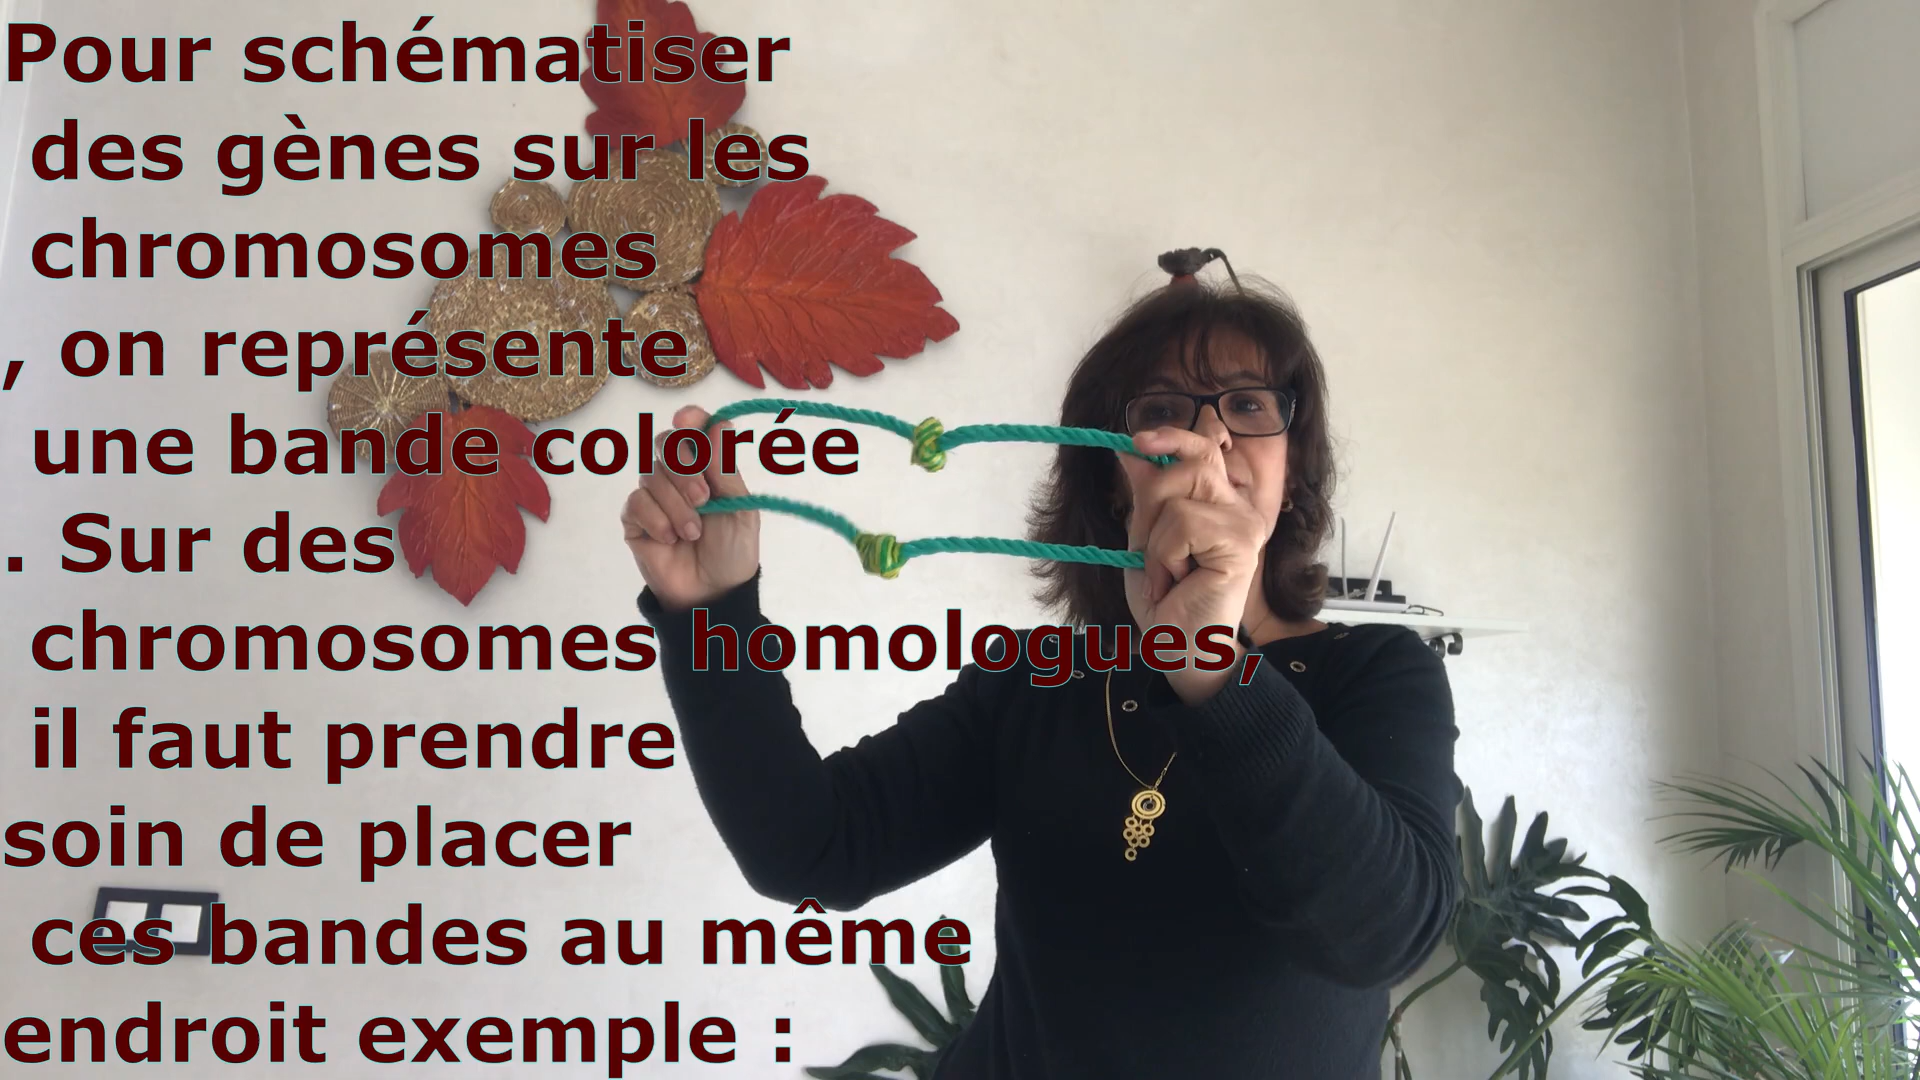 Pour schématiser
des gènes sur les
chromosomes
, on représente
une bande colorée
. Sur des
chromosomes homologues,
il faut prendre
soin de placer
ces bandes au même
endroit exemple :